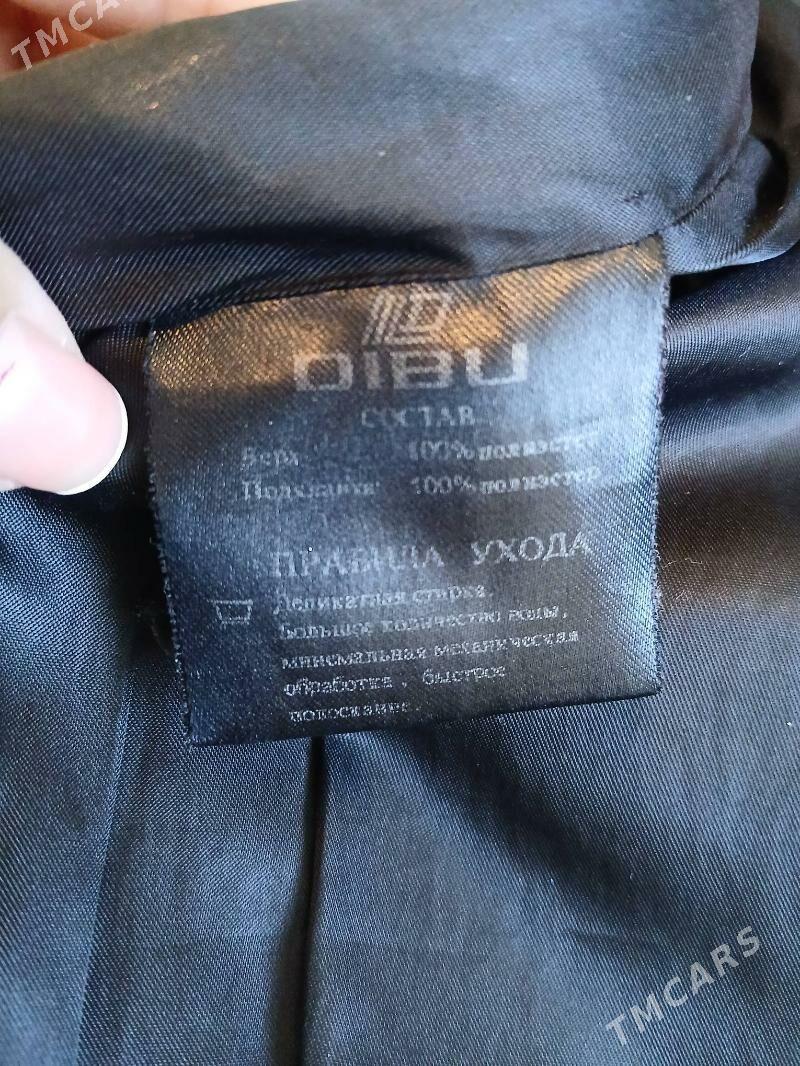 TMCARS
DIBU
СОСТАВ
Верх 100%полиэстер
Подкладка 100%полиэстер
ПРАВИЛА УХОДА
Деликатная стирка.
Большое количество воды,
минемальная механическая
обработка , быстрое
полоскание.
TMCARS